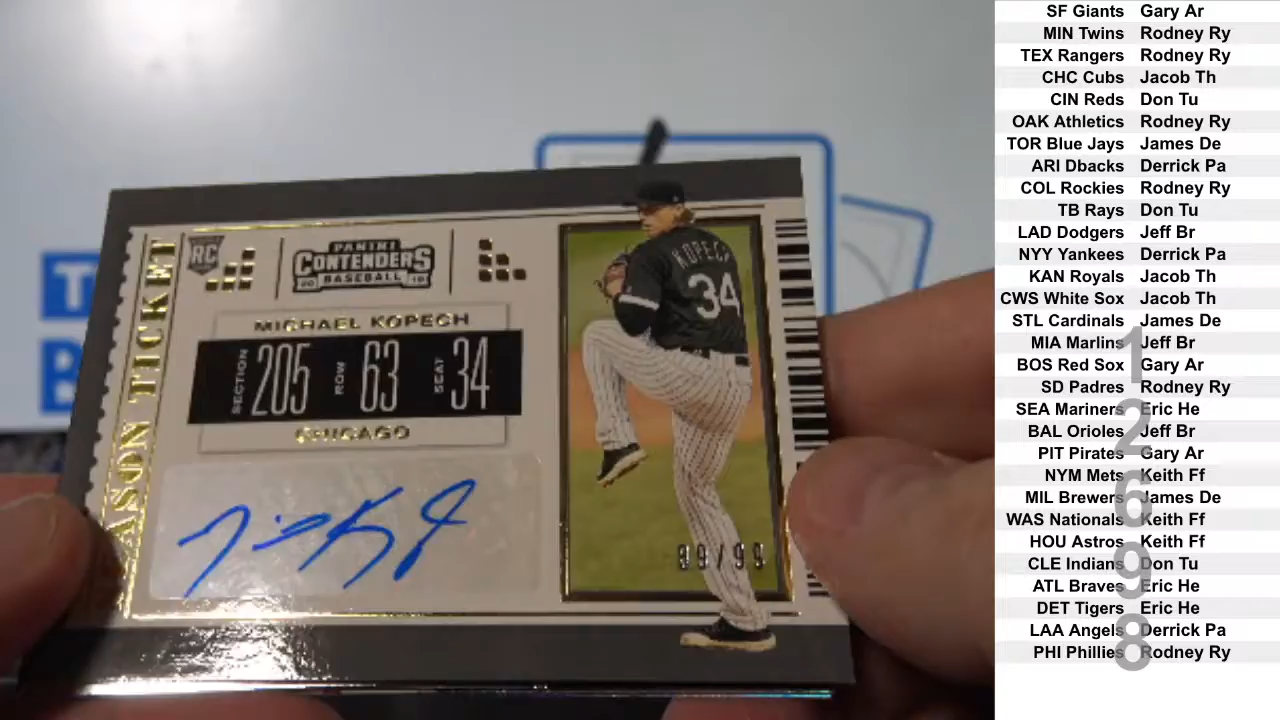 SF Giants Gary Ar
MIN Twins Rodney Ry
TEX Rangers Rodney Ry
CHC Cubs Jacob Th
CIN Reds Don Tu
OAK Athletics Rodney Ry
TOR Blue Jays James De
ARI Dbacks Derrick Pa
COL Rockies Rodney Ry
TB Rays Don Tu
LAD Dodgers Jeff Br
NYY Yankees Derrick Pa
KAN Royals Jacob Th
CWS White Sox Jacob Th
STL Cardinals James De
MIA Marlins Jeff Br
BOS Red Sox Gary Ar
SD Padres Rodney Ry
SEA Mariners Eric He
BAL Orioles Jeff Br
PIT Pirates Gary Ar
NYM Mets Keith Ff
MIL Brewers James De
WAS Nationals Keith Ff
HOU Astros Keith Ff
CLE Indians Don Tu
ATL Braves Eric He
DET Tigers Eric He
LAA Angels Derrick Pa
PHI Phillies Rodney Ry
1
2
6
9
8
RC
PANINI
CONTENDERS
BASEBALL
MICHAEL KOPECH
SECTION 205 ROW 63 SEAT 34
CHICAGO
ASON TICKET
KOPECH
34
99/99